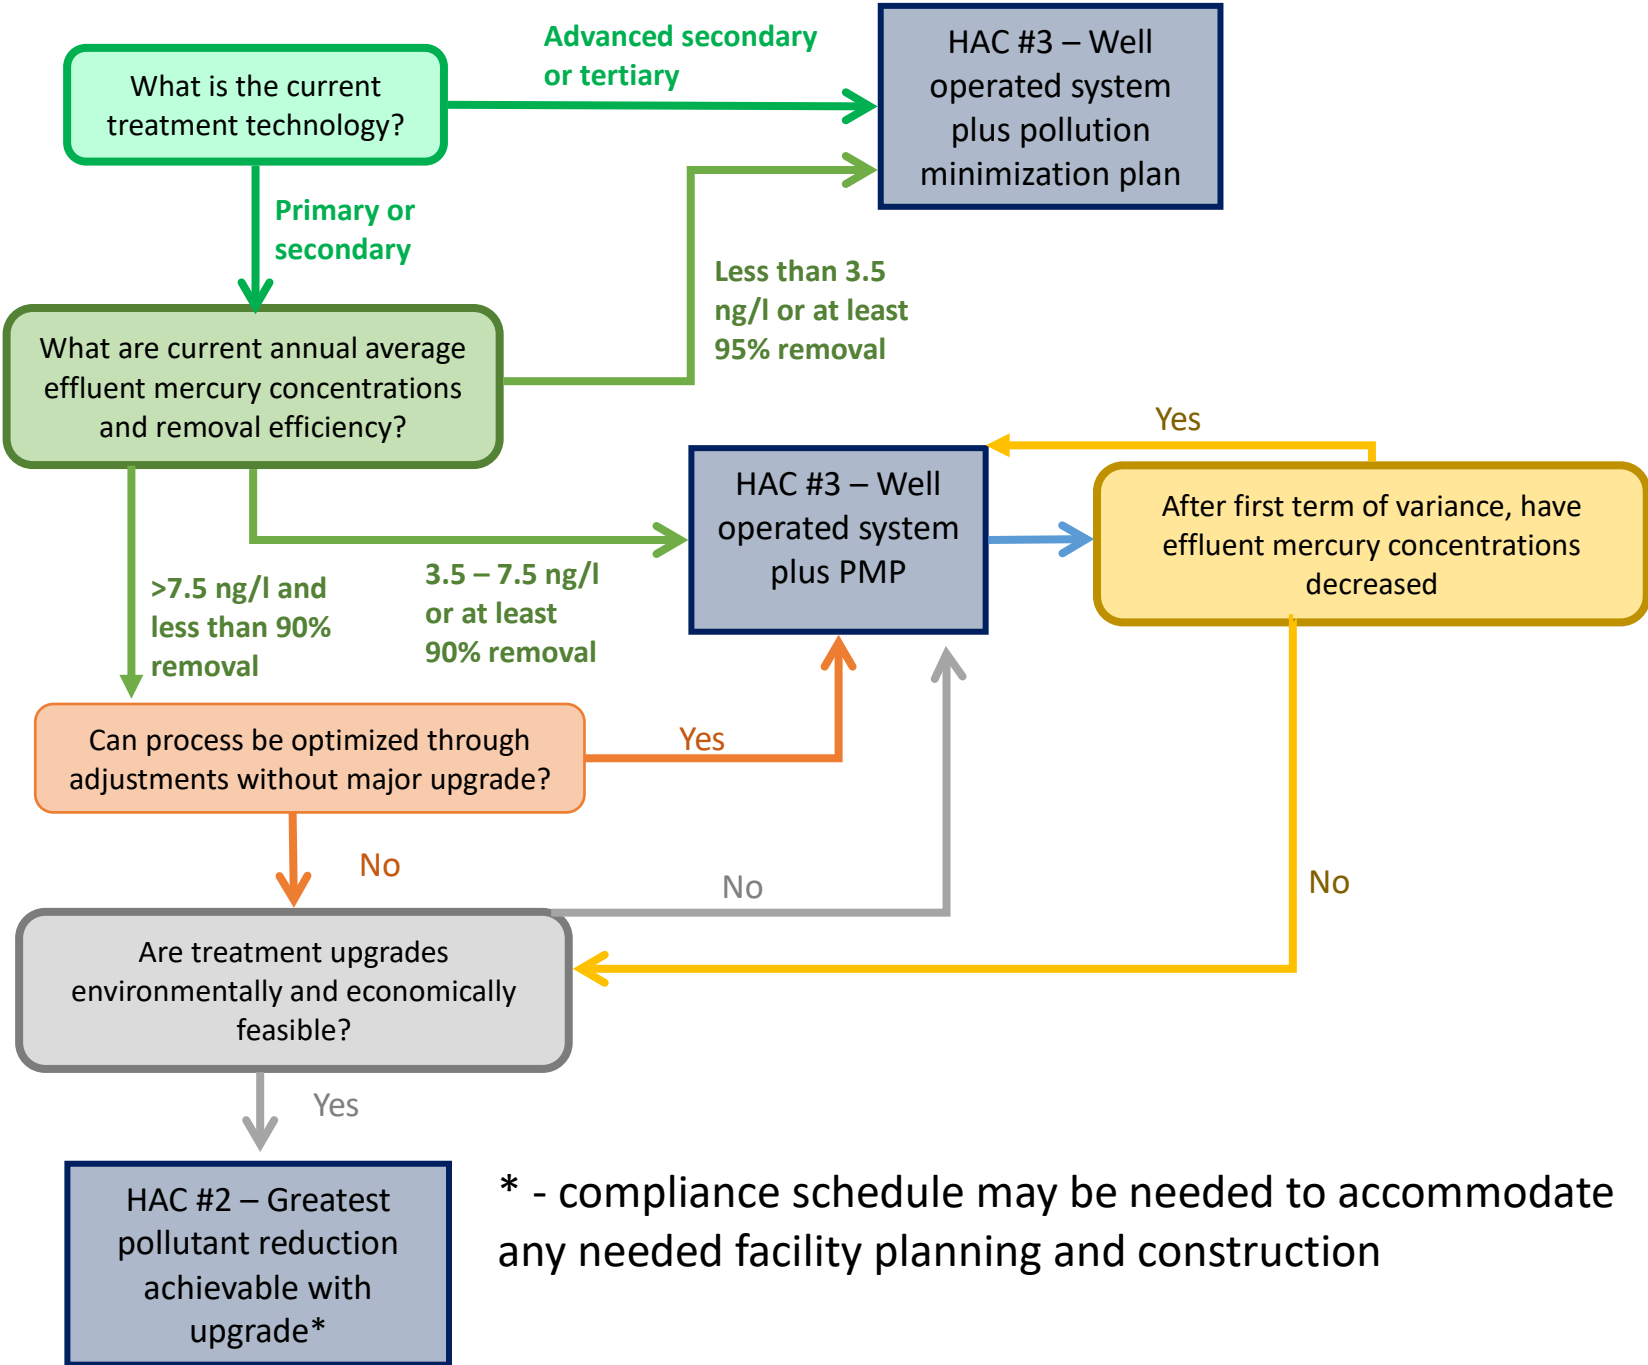 What is the current
treatment technology?
Advanced secondary
or tertiary
HAC #3 – Well
operated system
plus pollution
minimization plan
Primary or
secondary
Less than 3.5
ng/l or at least
95% removal
What are current annual average
effluent mercury concentrations
and removal efficiency?
Yes
HAC #3 – Well
operated system
plus PMP
After first term of variance, have
effluent mercury concentrations
decreased
>7.5 ng/l and
less than 90%
removal
3.5 – 7.5 ng/l
or at least
90% removal
Can process be optimized through
adjustments without major upgrade?
Yes
No
No
No
Are treatment upgrades
environmentally and economically
feasible?
Yes
HAC #2 – Greatest
pollutant reduction
achievable with
upgrade*
* - compliance schedule may be needed to accommodate
any needed facility planning and construction